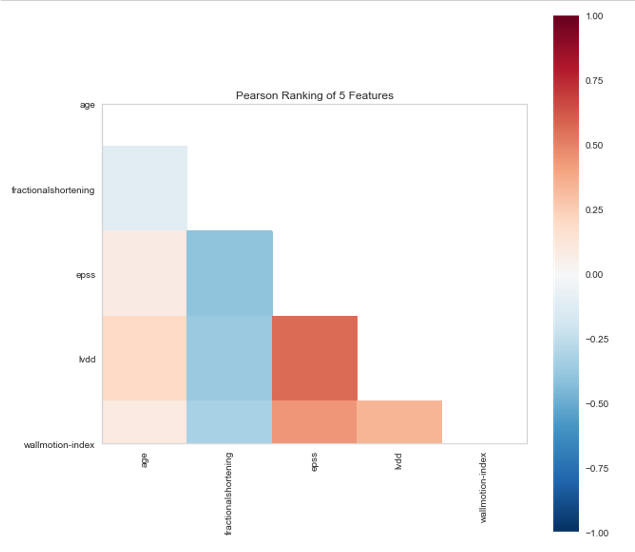 Pearson Ranking of 5 Features
age
fractionalshortening
epss
lvdd
wallmotion-index
age
fractionalshortening
epss
lvdd
wallmotion-index
1.00
0.75
0.50
0.25
0.00
−0.25
−0.50
−0.75
−1.00